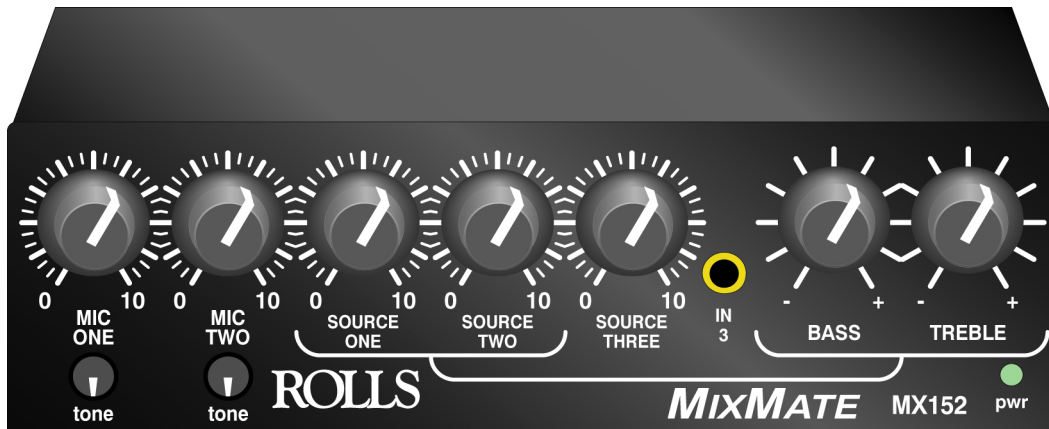 0 10
MIC
ONE
tone
0 10
MIC
TWO
tone
0 10
SOURCE
ONE
0 10
SOURCE
TWO
0 10
SOURCE
THREE
IN
3
- +
BASS
- +
TREBLE
ROLLS
MIXMATE MX152
pwr